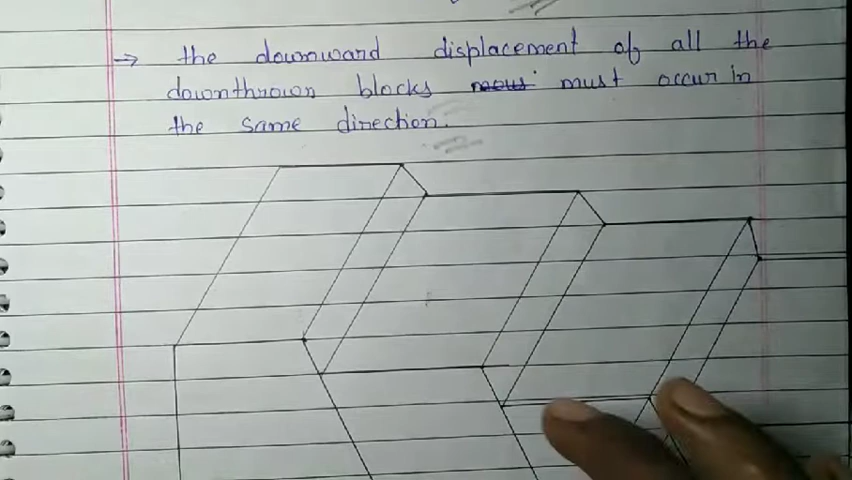 → the downward displacement of all the
downthrown blocks must occur in
the same direction.